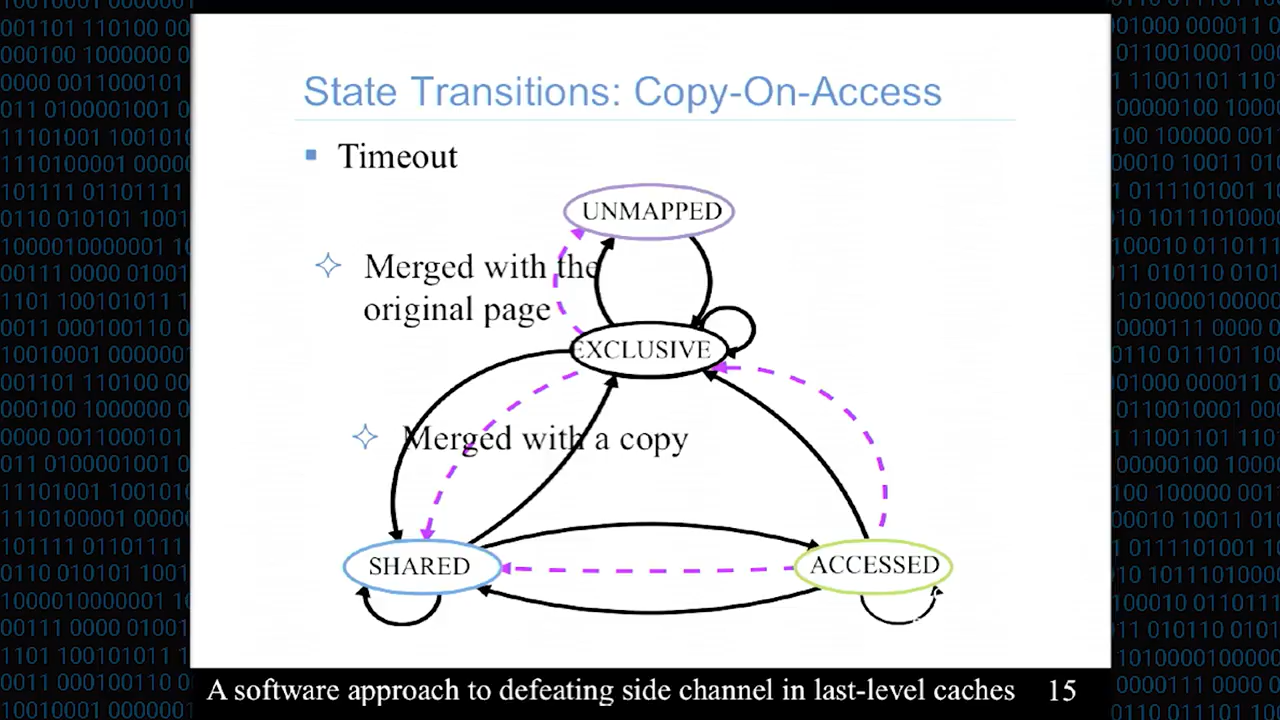 State Transitions: Copy-On-Access
Timeout
UNMAPPED
Merged with the
original page
EXCLUSIVE
Merged with a copy
SHARED
ACCESSED
A software approach to defeating side channel in last-level caches 15